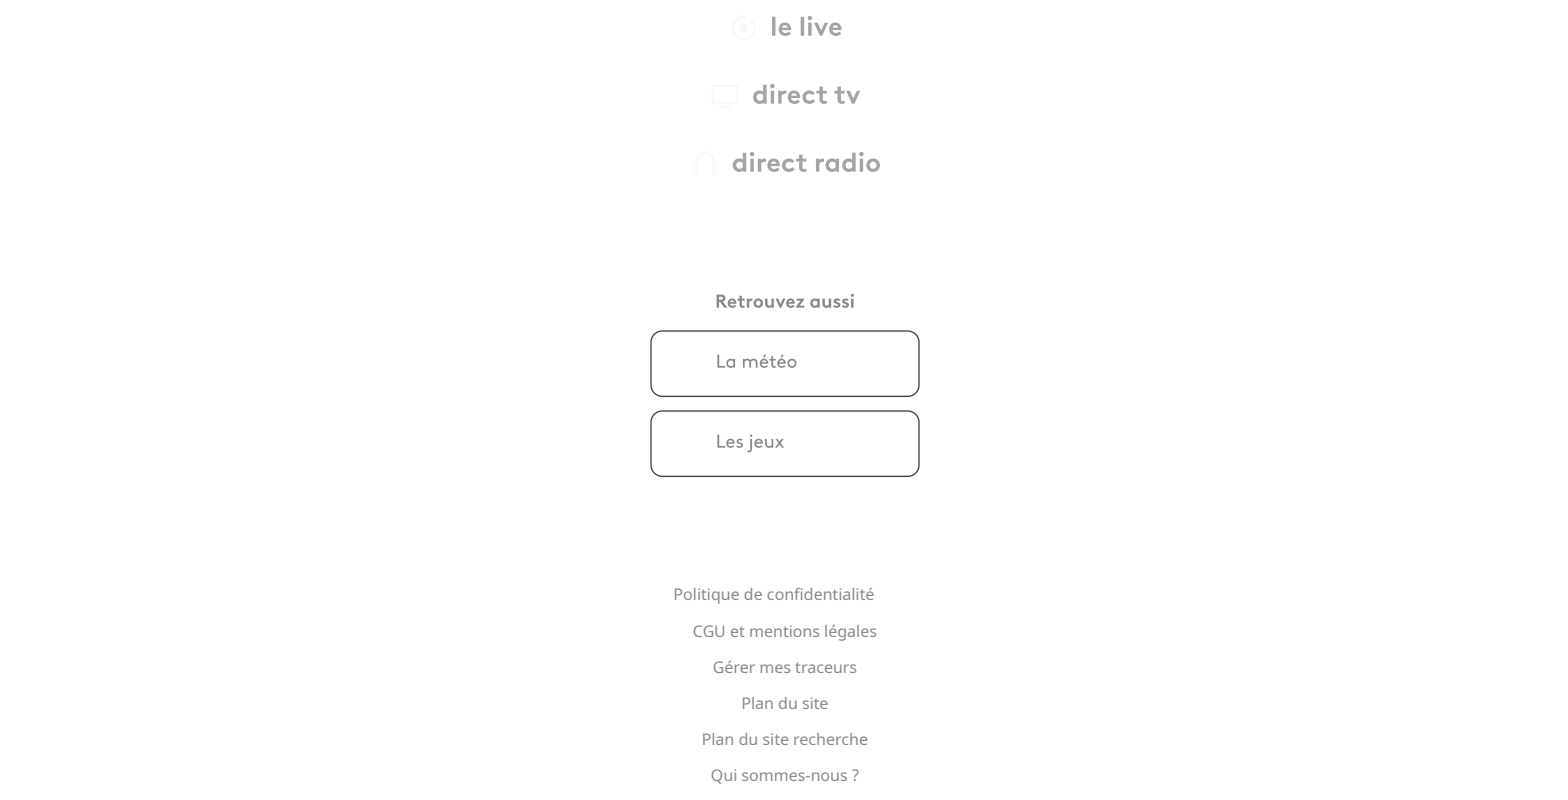 le live
direct tv
direct radio
Retrouvez aussi
La météo
Les jeux
Politique de confidentialité
CGU et mentions légales
Gérer mes traceurs
Plan du site
Plan du site recherche
Qui sommes-nous ?